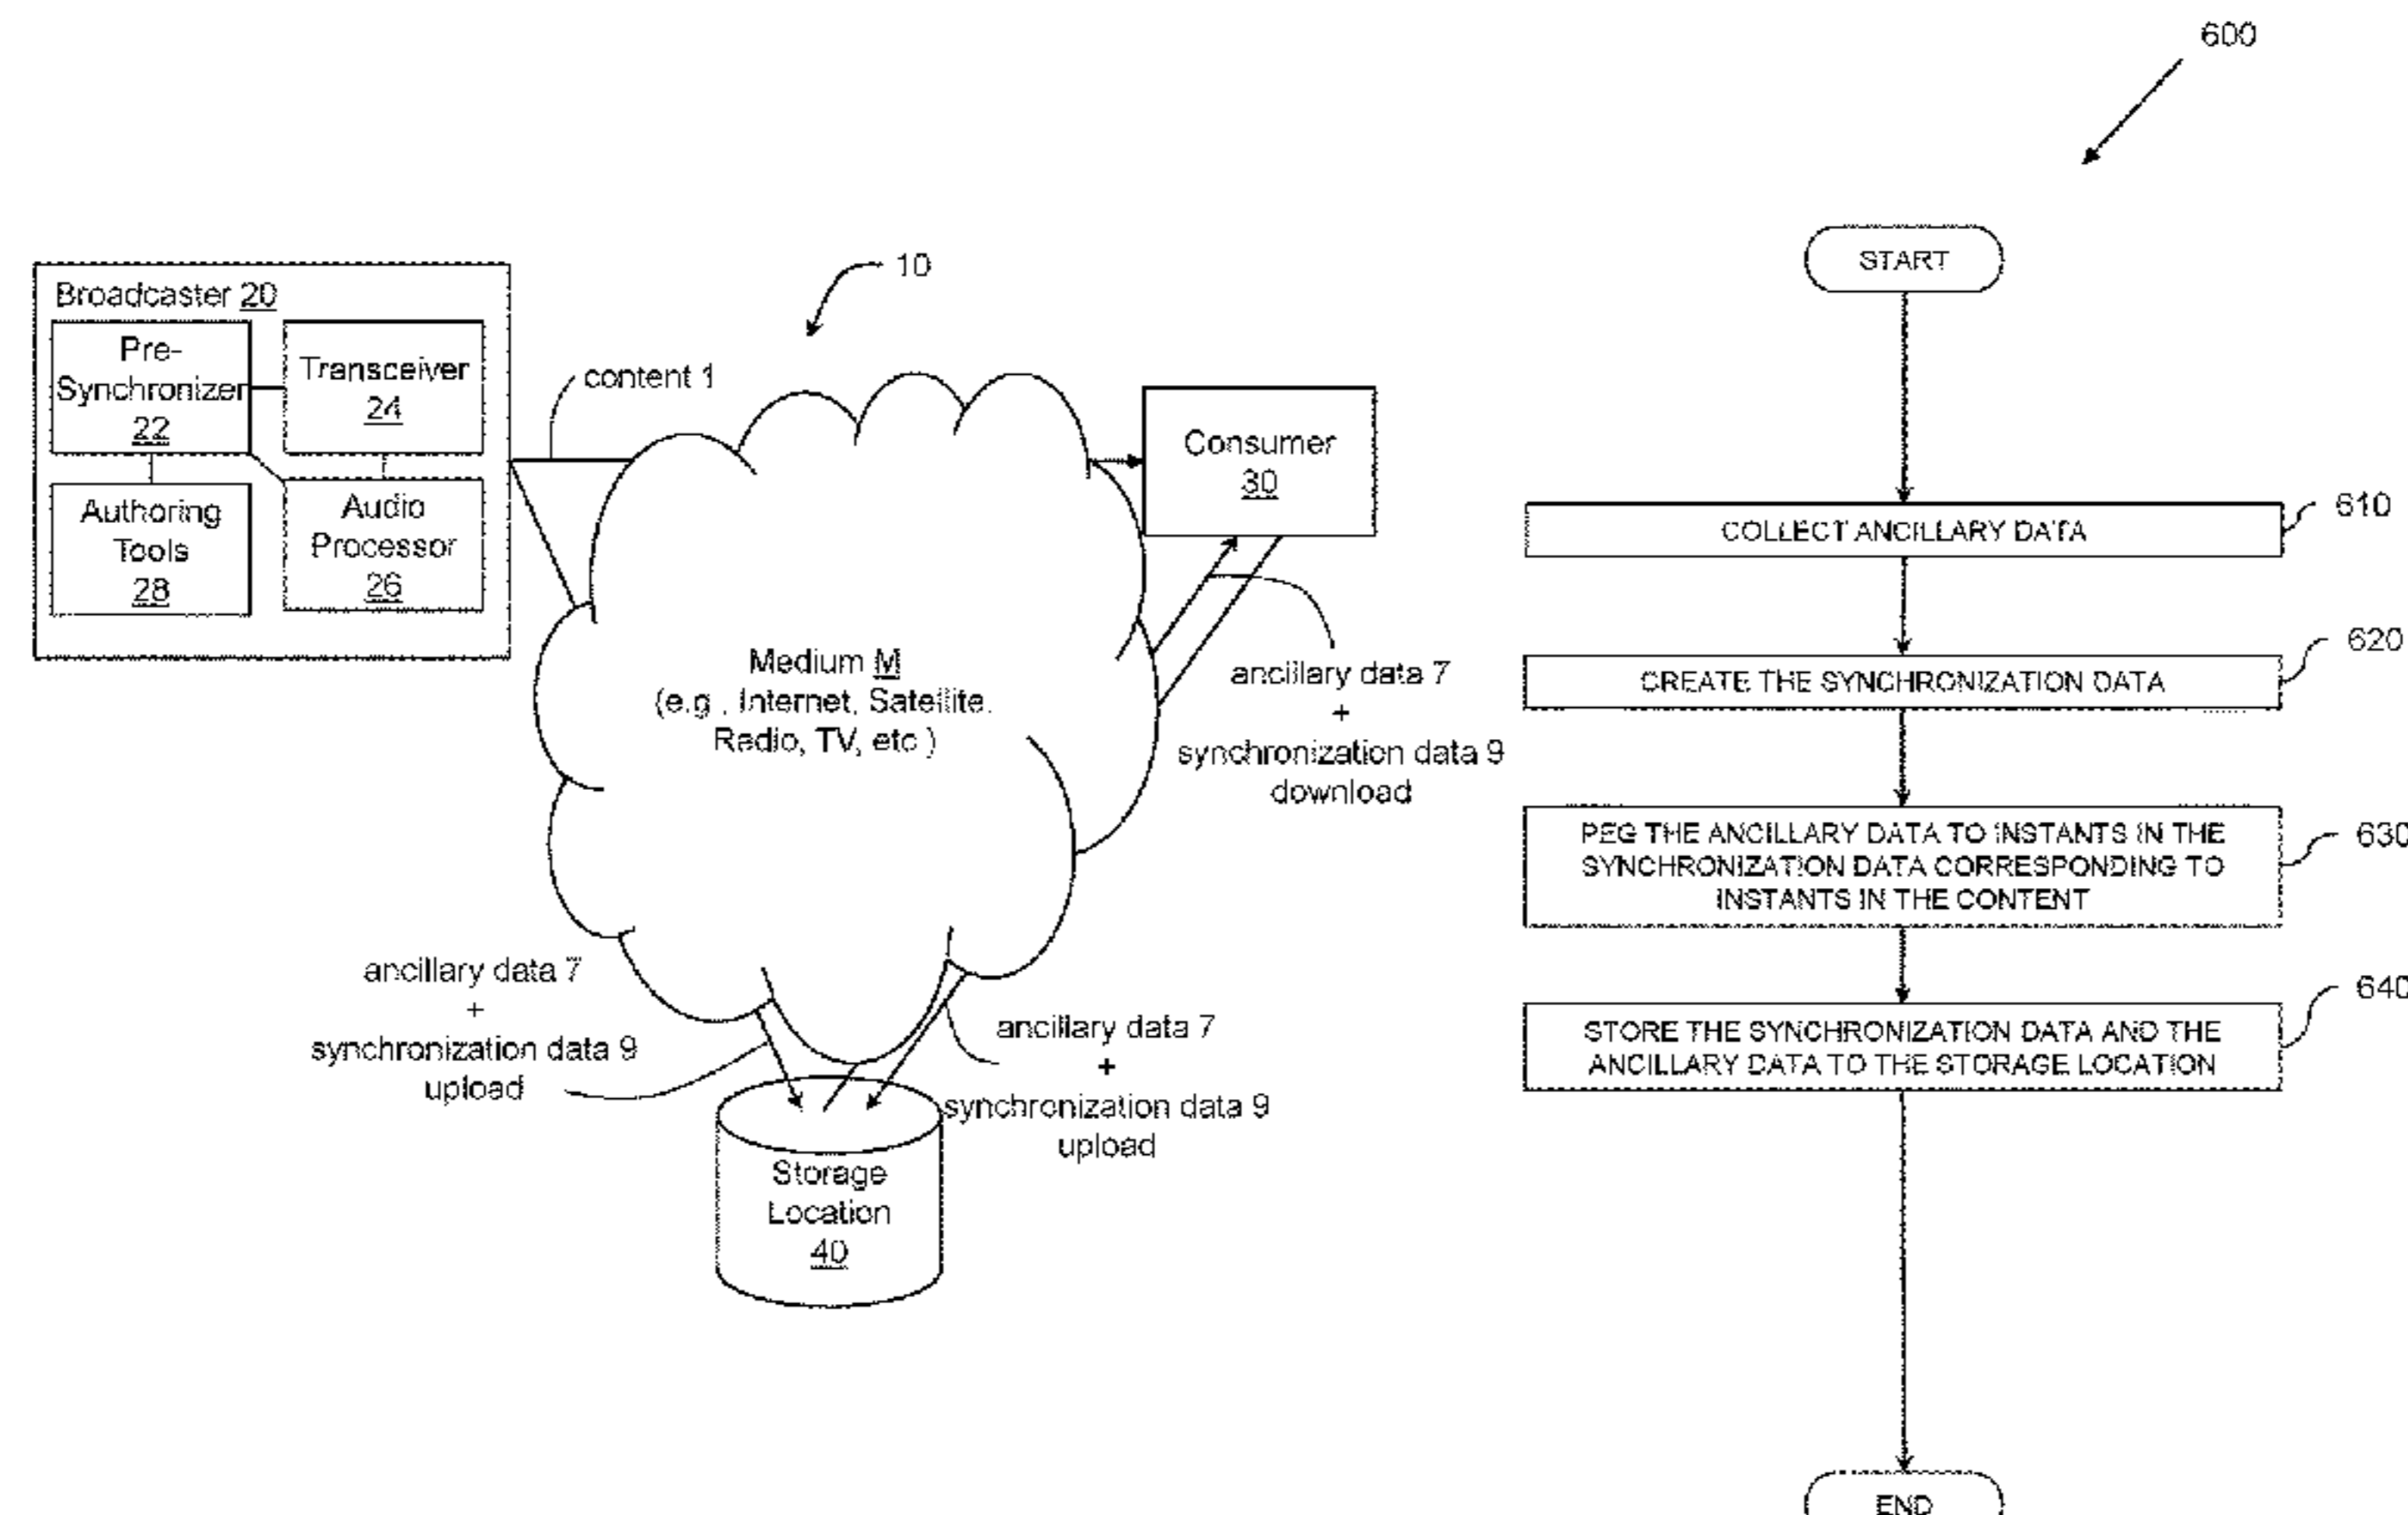 600
10
Broadcaster 20
Pre-
Synchronizer
22
Transceiver
24
Authoring
Tools
28
Audio
Processor
26
content 1
Consumer
30
Medium M
(e.g., Internet, Satellite,
Radio, TV, etc.)
ancillary data 7
+
synchronization data 9
download
ancillary data 7
+
synchronization data 9
upload
ancillary data 7
+
synchronization data 9
upload
Storage
Location
40
START
COLLECT ANCILLARY DATA
610
CREATE THE SYNCHRONIZATION DATA
620
PEG THE ANCILLARY DATA TO INSTANTS IN THE
SYNCHRONIZATION DATA CORRESPONDING TO
INSTANTS IN THE CONTENT
630
STORE THE SYNCHRONIZATION DATA AND THE
ANCILLARY DATA TO THE STORAGE LOCATION
640
END